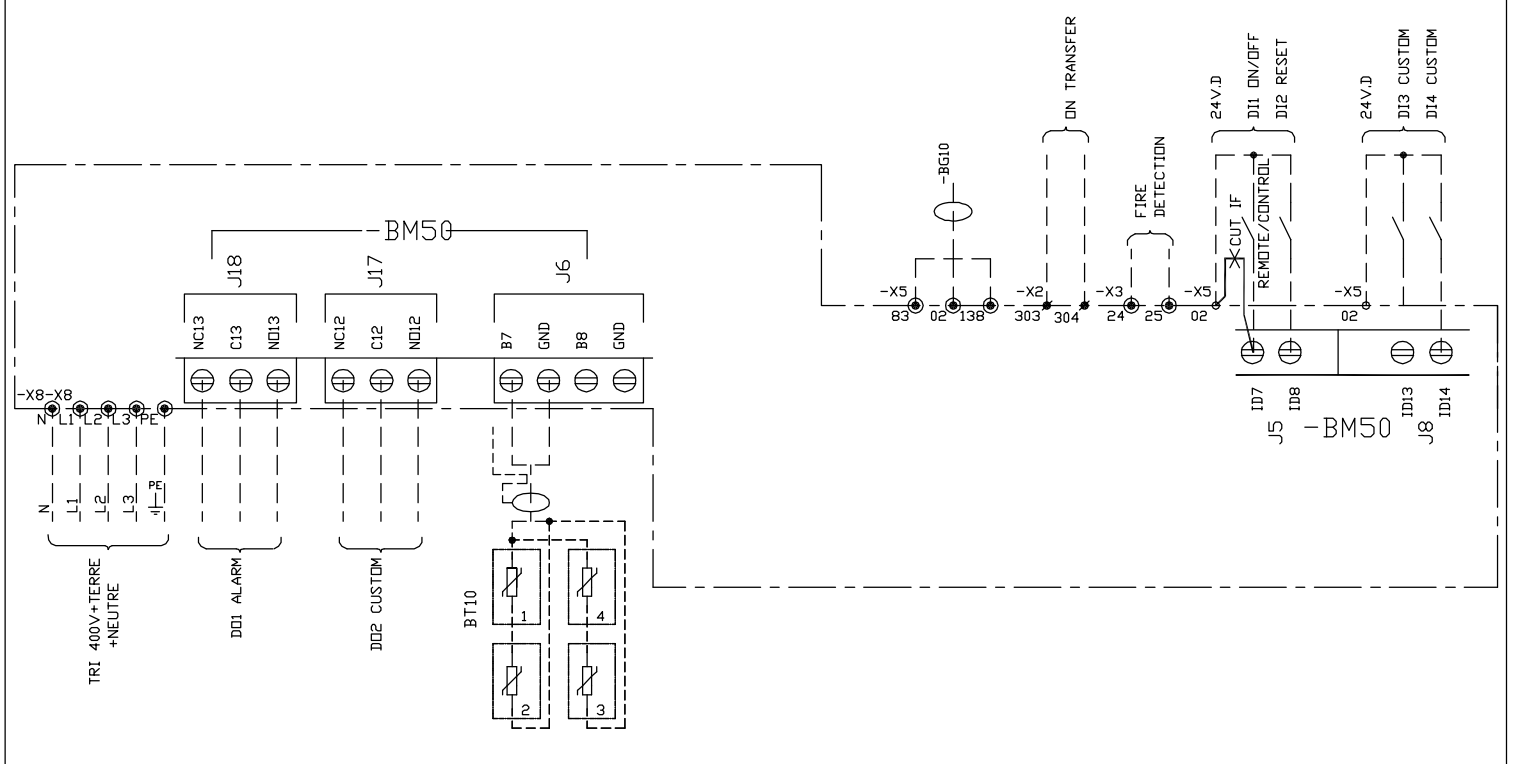 ON TRANSFER
24V.D
DI1 ON/OFF
DI2 RESET
24V.D
DI3 CUSTOM
DI4 CUSTOM
-BG10
FIRE
DETECTION
CUT IF
REMOTE/CONTROL
-BM50
J18
J17
J6
-X5
83
02
138
-X2
303
304
-X3
24
25
-X5
02
-X5
02
NC13
C13
NO13
NC12
C12
NO12
B7
GND
B8
GND
ID7
ID8
ID13
ID14
J5
-BM50
J8
-X8-X8
N
L1
L2
L3
PE
N
L1
L2
L3
PE
TRI 400V+TERRE
+NEUTRE
DO1 ALARM
DO2 CUSTOM
BT10
1
4
2
3